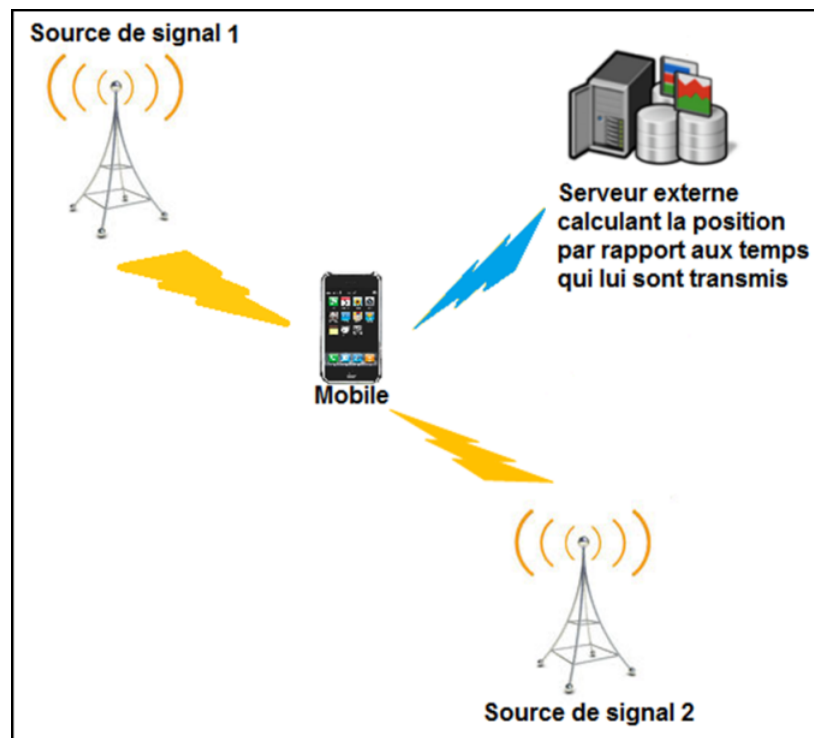 Source de signal 1
Serveur externe
calculant la position
par rapport aux temps
qui lui sont transmis
Mobile
Source de signal 2